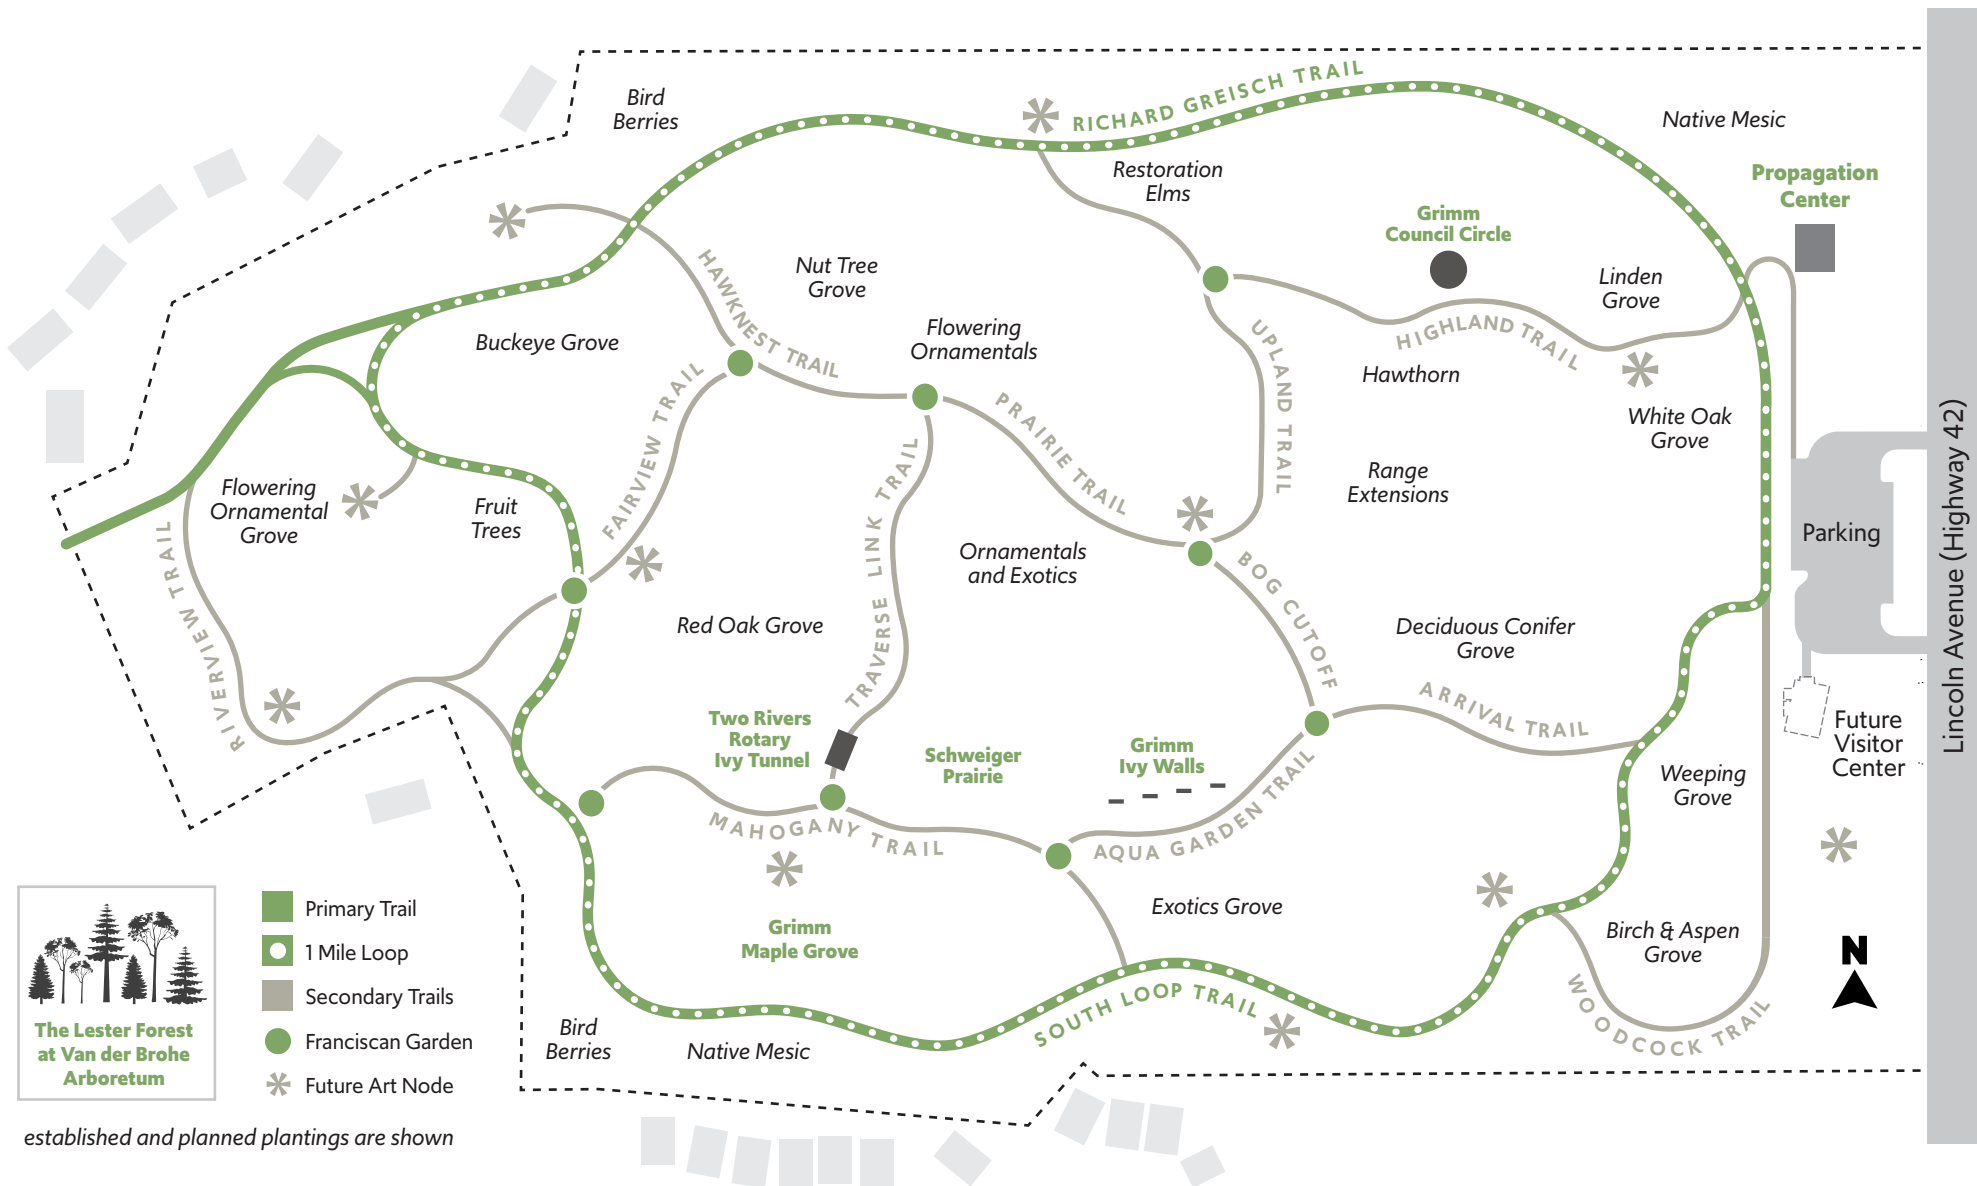 Bird
Berries
RICHARD GREISCH TRAIL
Native Mesic
Restoration
Elms
Propagation
Center
Grimm
Council Circle
Nut Tree
Grove
Linden
Grove
HAWKNEST TRAIL
Buckeye Grove
Flowering
Ornamentals
UPLAND TRAIL
HIGHLAND TRAIL
Hawthorn
White Oak
Grove
FAIRVIEW TRAIL
PRAIRIE TRAIL
TRAVERSE LINK TRAIL
Range
Extensions
Flowering
Ornamental
Grove
Fruit
Trees
Parking
Lincoln Avenue (Highway 42)
RIVERVIEW TRAIL
Ornamentals
and Exotics
BOG CUTOFF
Red Oak Grove
Deciduous Conifer
Grove
ARRIVAL TRAIL
Future
Visitor
Center
Two Rivers
Rotary
Ivy Tunnel
Schweiger
Prairie
Grimm
Ivy Walls
Weeping
Grove
MAHOGANY TRAIL
AQUA GARDEN TRAIL
Exotics Grove
Grimm
Maple Grove
Birch & Aspen
Grove
N
SOUTH LOOP TRAIL
WOODCOCK TRAIL
Bird
Berries
Native Mesic
Primary Trail
1 Mile Loop
Secondary Trails
Franciscan Garden
Future Art Node
The Lester Forest
at Van der Brohe
Arboretum
established and planned plantings are shown